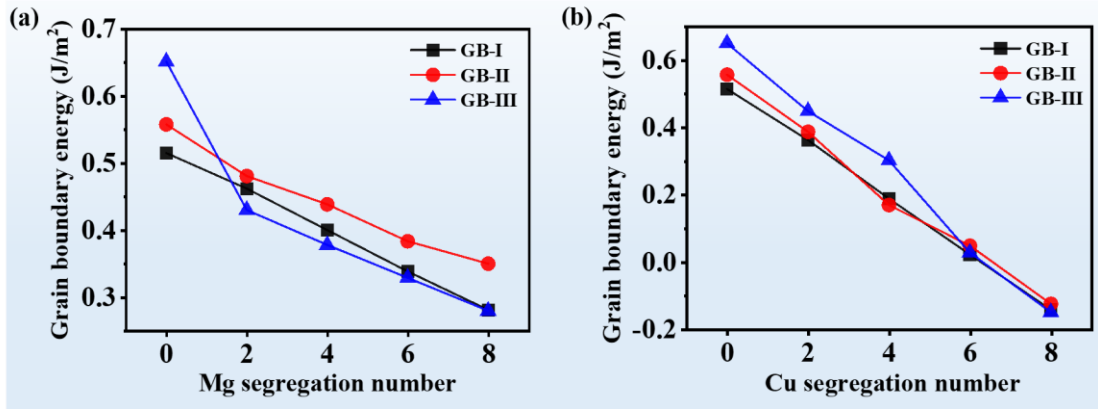 (a)
Grain boundary energy (J/m²)
0.7
0.6
0.5
0.4
0.3
GB-I
GB-II
GB-III
0 2 4 6 8
Mg segregation number
(b)
Grain boundary energy (J/m²)
0.6
0.4
0.2
0.0
-0.2
GB-I
GB-II
GB-III
0 2 4 6 8
Cu segregation number